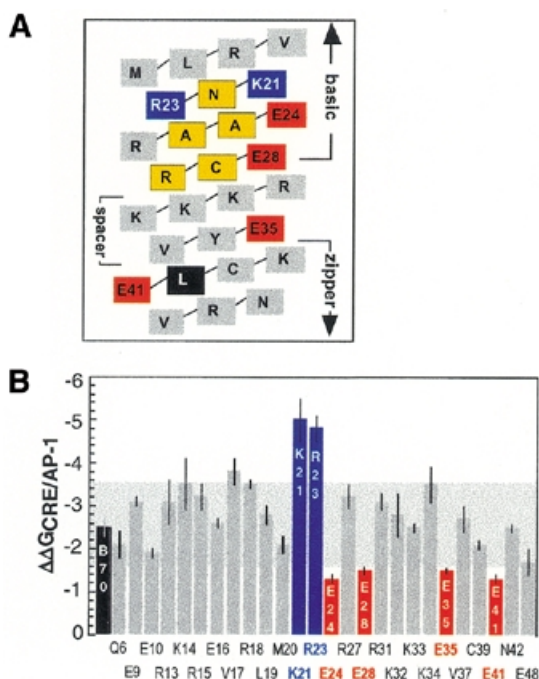 A
M L R V
R23 N K21
R A A E24
R C E28
K K K R
V Y E35
E41 L C K
V R N
basic
spacer
zipper
B
ΔΔGCRE/AP-1
-6
-5
-4
-3
-2
-1
0
B70
K21
R23
E24
E28
E35
E41
Q6 E10 K14 E16 R18 M20 R23 R27 R31 K33 E35 C39 N42
E9 R13 R15 V17 L19 K21 E24 E28 K32 K34 V37 E41 E48